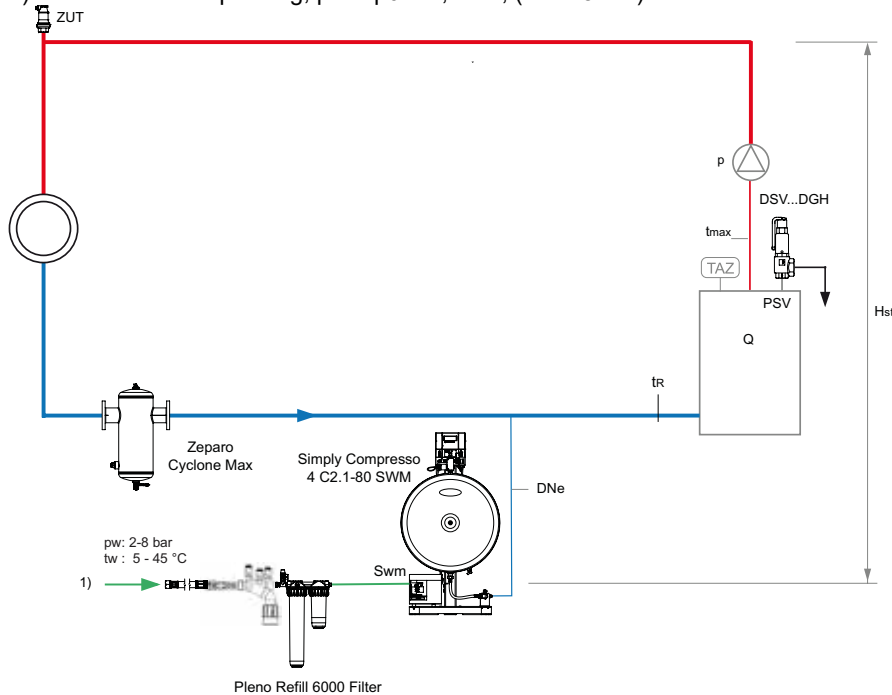 ZUT
p
DSV...DGH
tmax
TAZ
PSV
Hst
Q
tR
Zeparo
Cyclone Max
Simply Compresso
4 C2.1-80 SWM
DNe
pw: 2-8 bar
tw : 5 - 45 °C
1)
Swm
Pleno Refill 6000 Filter